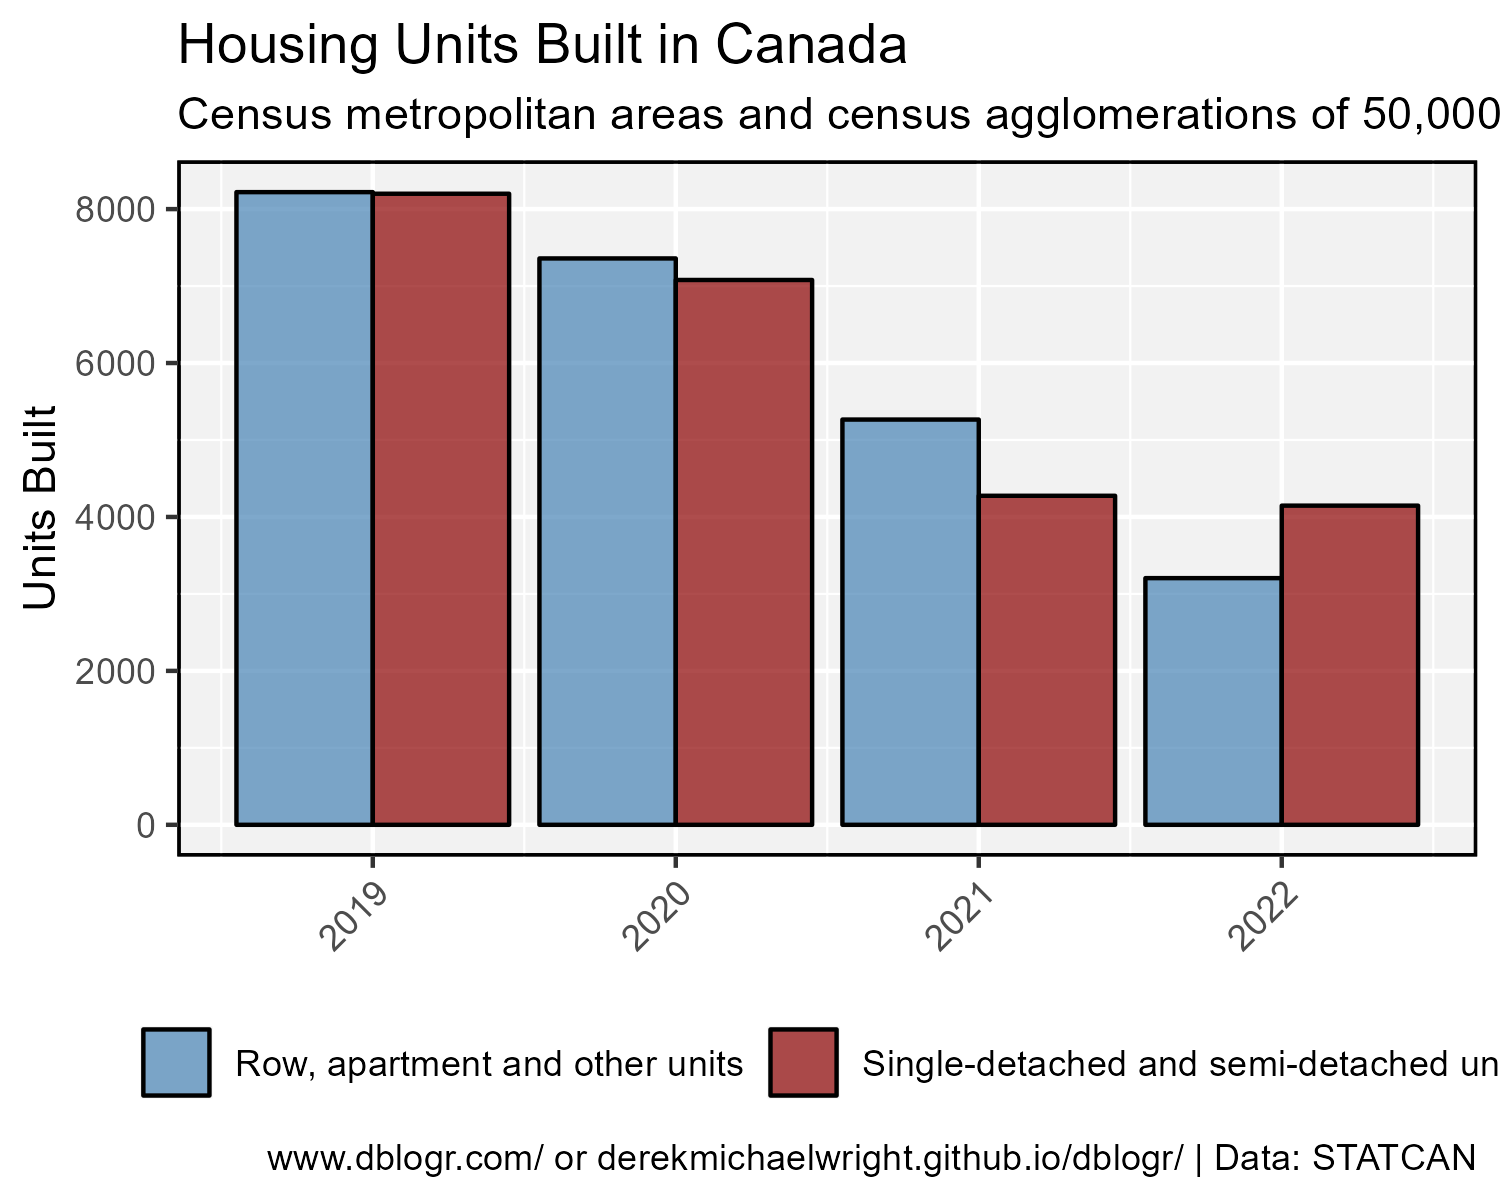 Housing Units Built in Canada
Census metropolitan areas and census agglomerations of 50,000
Units Built
8000
6000
4000
2000
0
2019
2020
2021
2022
Row, apartment and other units
Single-detached and semi-detached un
www.dblogr.com/ or derekmichaelwright.github.io/dblogr/ | Data: STATCAN